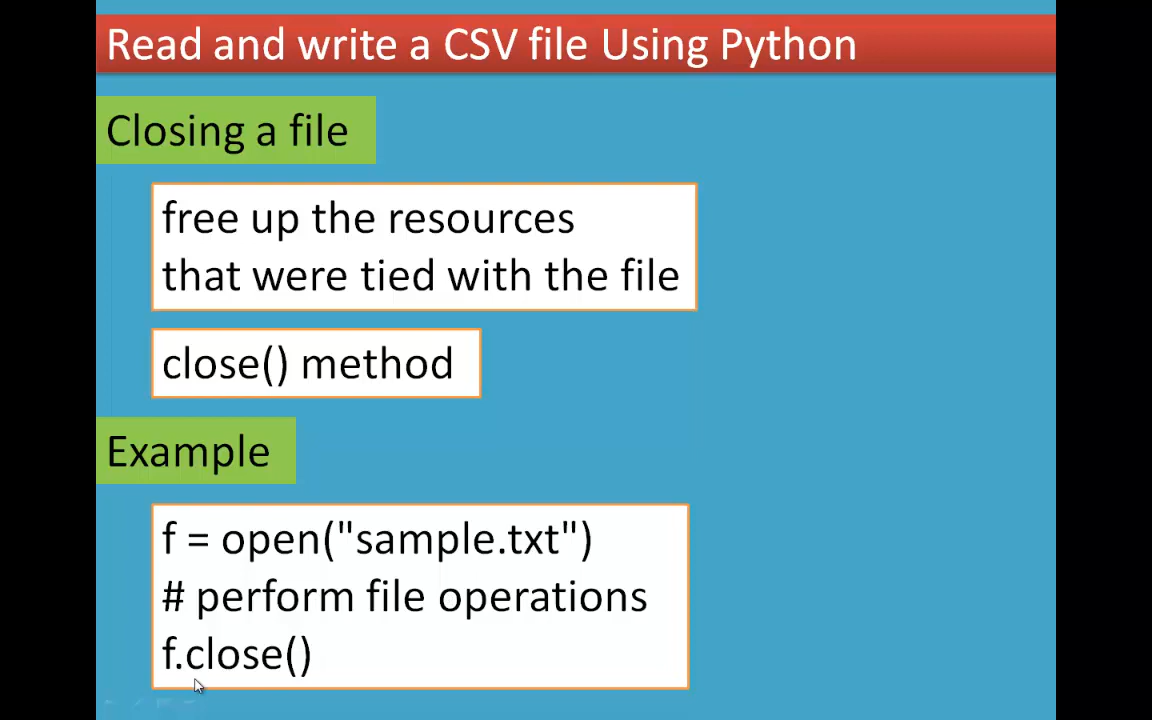 Read and write a CSV file Using Python
Closing a file
free up the resources
that were tied with the file
close() method
Example
f = open("sample.txt")
# perform file operations
f.close()